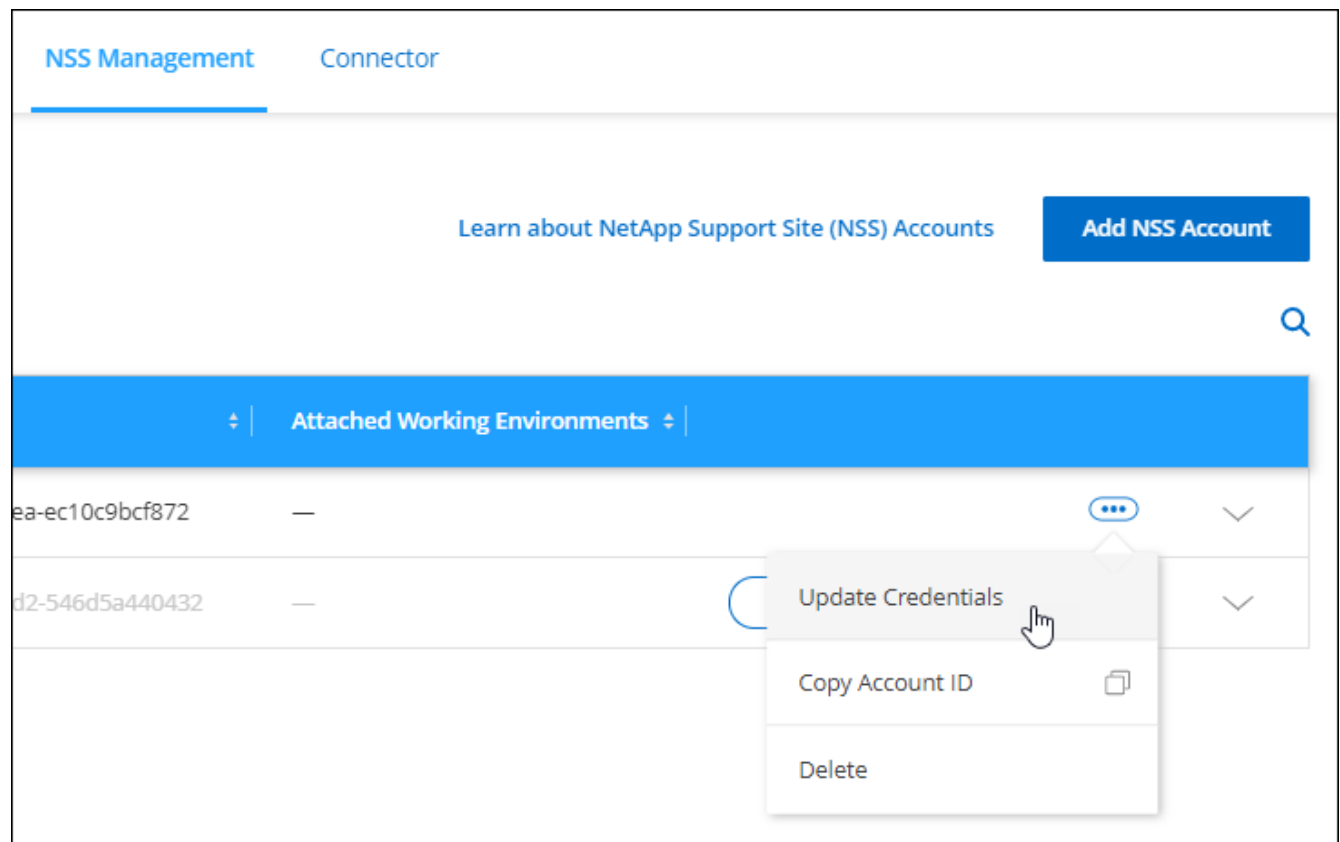 NSS Management Connector
Learn about NetApp Support Site (NSS) Accounts Add NSS Account
Attached Working Environments
ea-ec10c9bcf872 —
d2-546d5a440432 —
Update Credentials
Copy Account ID
Delete